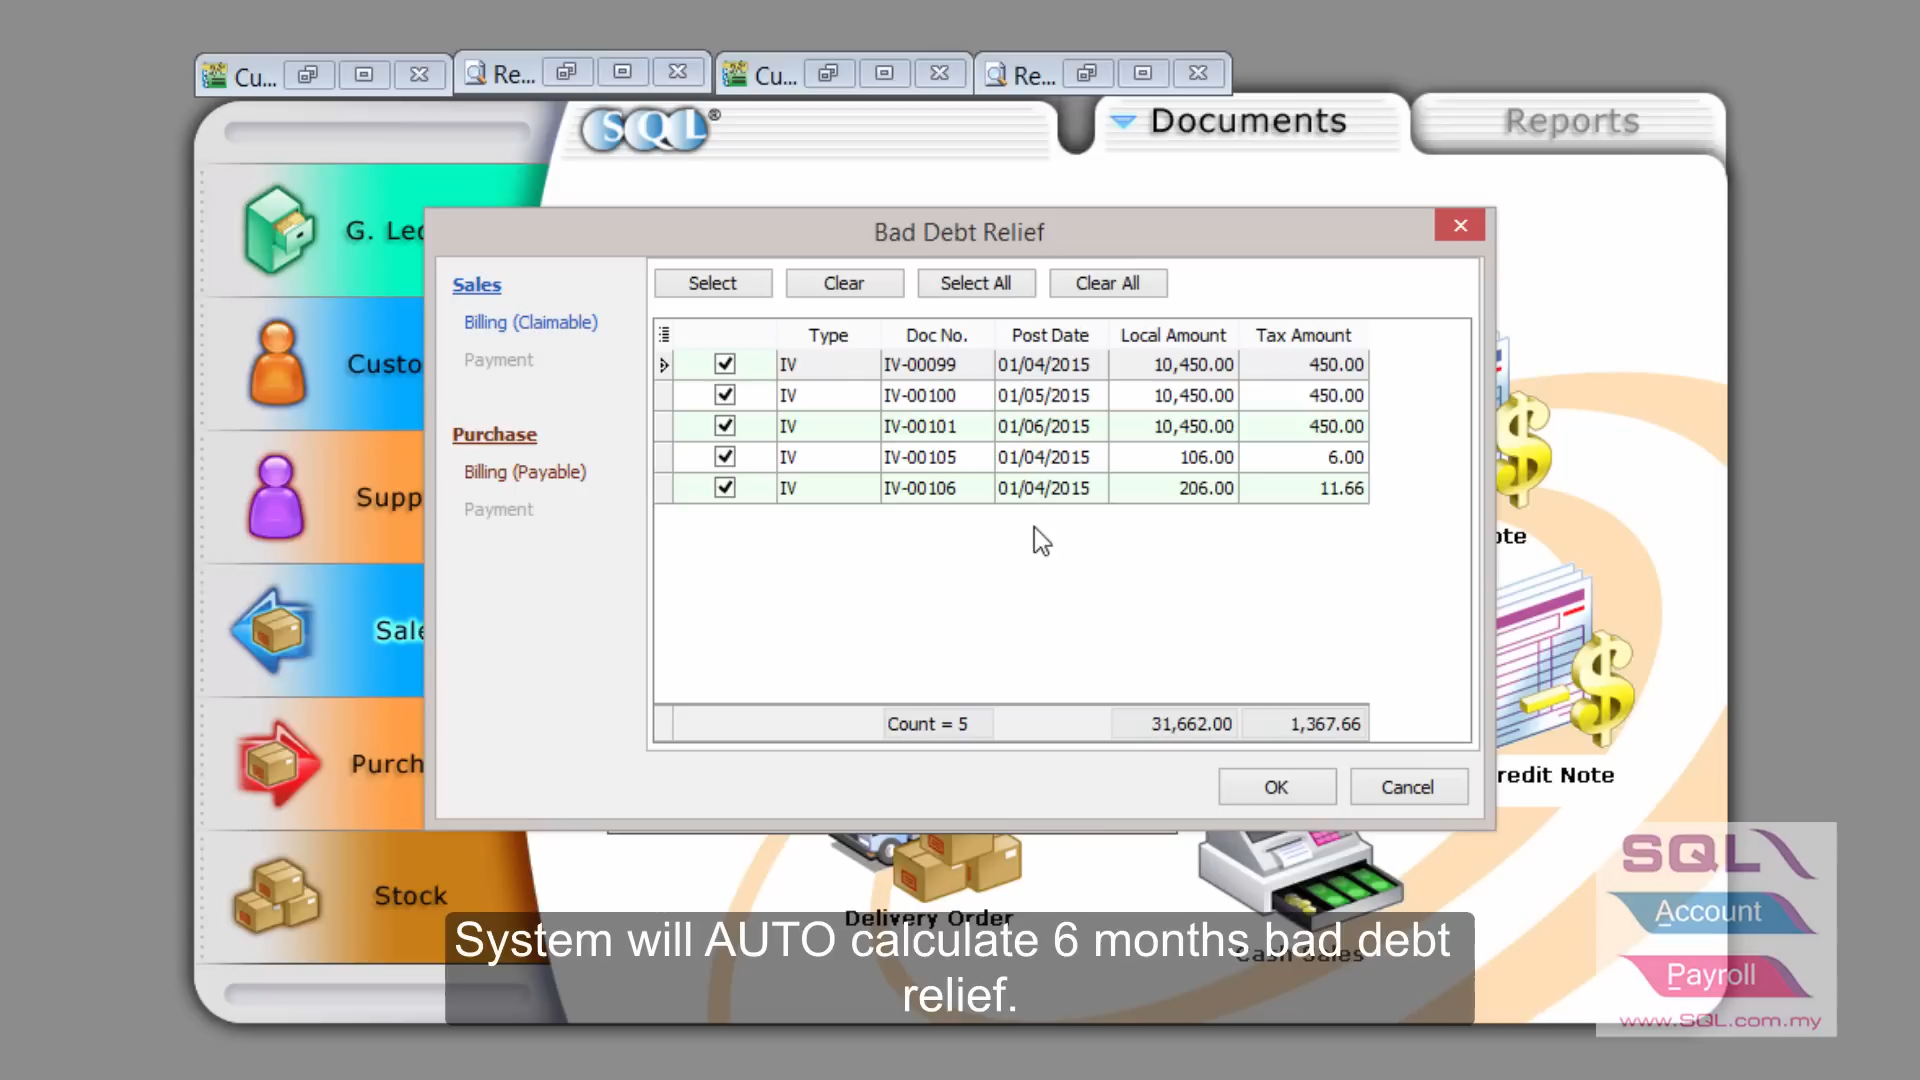 Cu...
Re...
Cu...
Re...
SQL®
Documents
Reports
G. Led
Custo
Supp
Sale
Purch
Stock
Bad Debt Relief
Sales
Billing (Claimable)
Payment
Purchase
Billing (Payable)
Payment
Select Clear Select All Clear All
Type Doc No. Post Date Local Amount Tax Amount
IV IV-00099 01/04/2015 10,450.00 450.00
IV IV-00100 01/05/2015 10,450.00 450.00
IV IV-00101 01/06/2015 10,450.00 450.00
IV IV-00105 01/04/2015 106.00 6.00
IV IV-00106 01/04/2015 206.00 11.66
Count = 5 31,662.00 1,367.66
OK Cancel
ote
redit Note
Delivery Order
Cash Sales
System will AUTO calculate 6 months bad debt
relief.
SQL
Account
Payroll
www.SQL.com.my